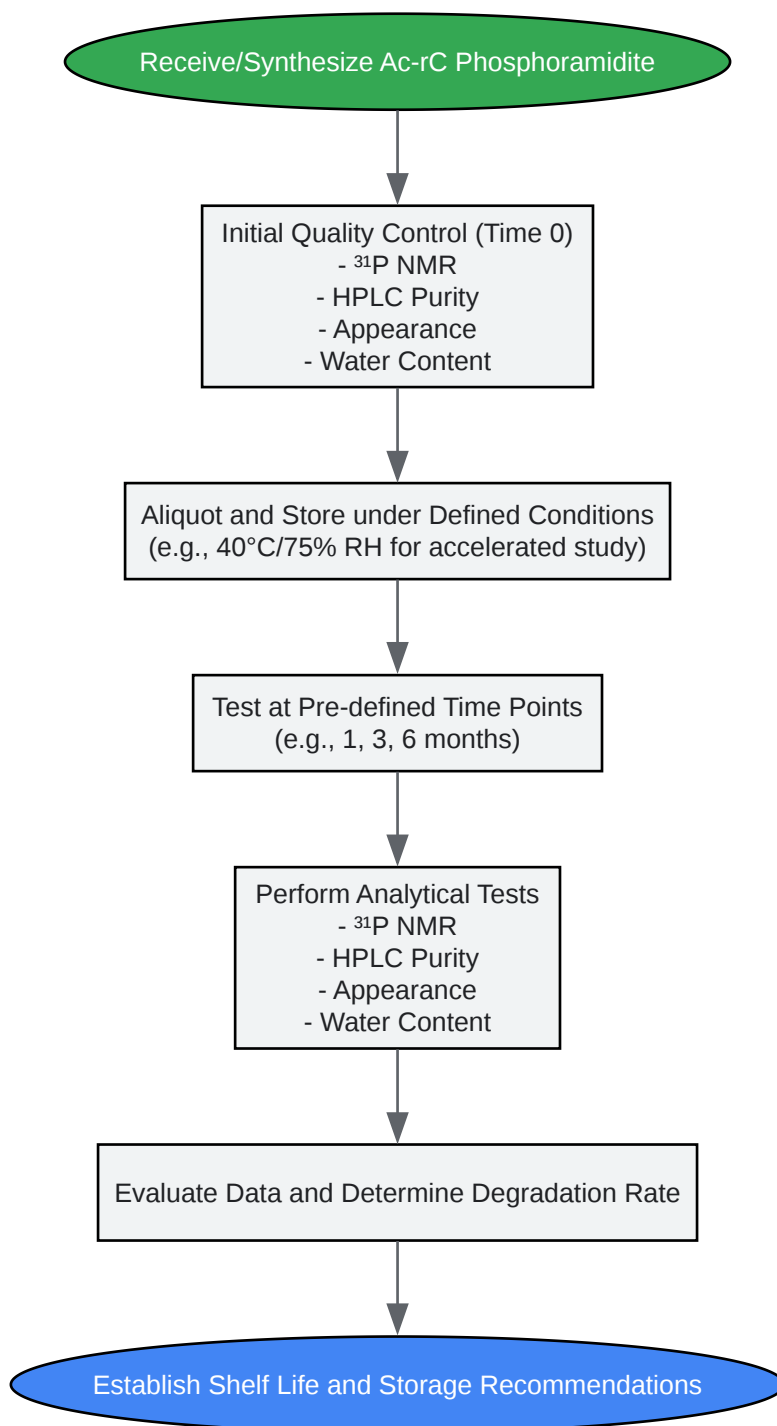 Receive/Synthesize Ac-rC Phosphoramidite
Initial Quality Control (Time 0)
- ³¹P NMR
- HPLC Purity
- Appearance
- Water Content
Aliquot and Store under Defined Conditions
(e.g., 40°C/75% RH for accelerated study)
Test at Pre-defined Time Points
(e.g., 1, 3, 6 months)
Perform Analytical Tests
- ³¹P NMR
- HPLC Purity
- Appearance
- Water Content
Evaluate Data and Determine Degradation Rate
Establish Shelf Life and Storage Recommendations